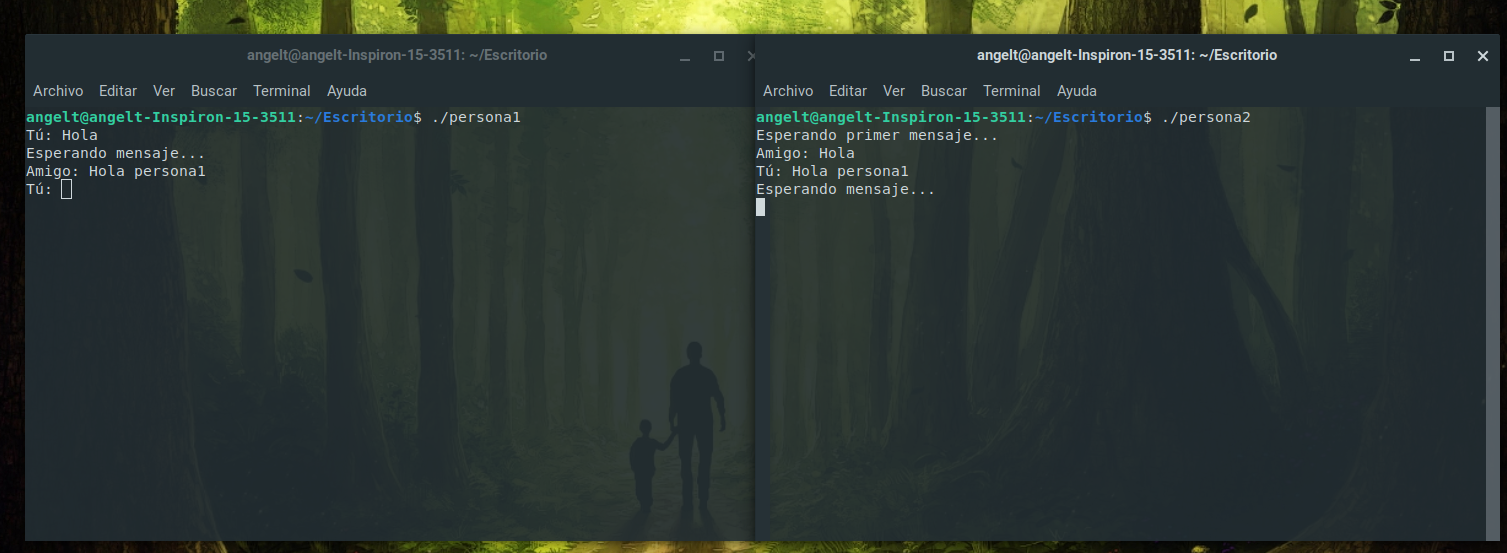 angelt@angelt-Inspiron-15-3511: ~/Escritorio
Archivo Editar Ver Buscar Terminal Ayuda
angelt@angelt-Inspiron-15-3511:~/Escritorio$ ./persona1
Tú: Hola
Esperando mensaje...
Amigo: Hola persona1
Tú:
angelt@angelt-Inspiron-15-3511: ~/Escritorio
Archivo Editar Ver Buscar Terminal Ayuda
angelt@angelt-Inspiron-15-3511:~/Escritorio$ ./persona2
Esperando primer mensaje...
Amigo: Hola
Tú: Hola persona1
Esperando mensaje...